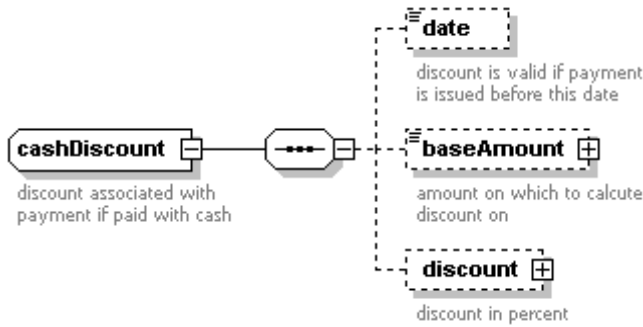 date
discount is valid if payment
is issued before this date
cashDiscount
discount associated with
payment if paid with cash
baseAmount
amount on which to calcute
discount on
discount
discount in percent